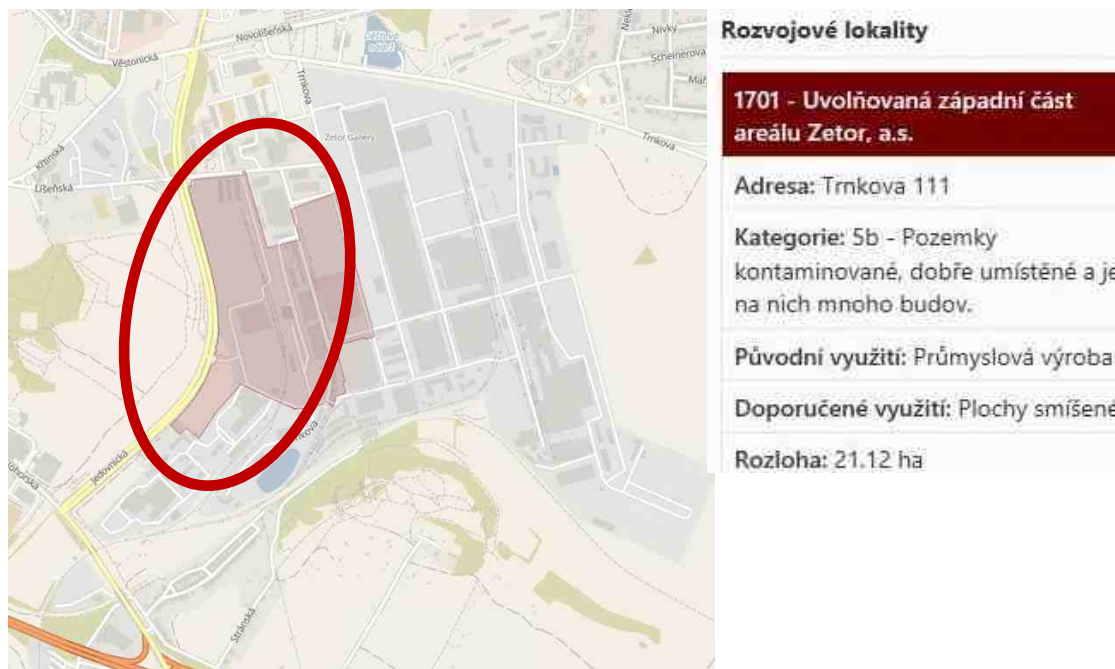 Rozvojové lokality
1701 - Uvolňovaná západní část
areálu Zetor, a.s.
Adresa: Trnkova 111
Kategorie: 5b - Pozemky
kontaminované, dobře umístěné a je
na nich mnoho budov.
Původní využití: Průmyslová výroba
Doporučené využití: Plochy smíšené
Rozloha: 21.12 ha
Novolíšeňská
Věstonická
Trnkova
Nivky
Scheinerova
Zetor Gallery
Trnkova
Křtinská
Líšeňská
Jedovnická
Stránská